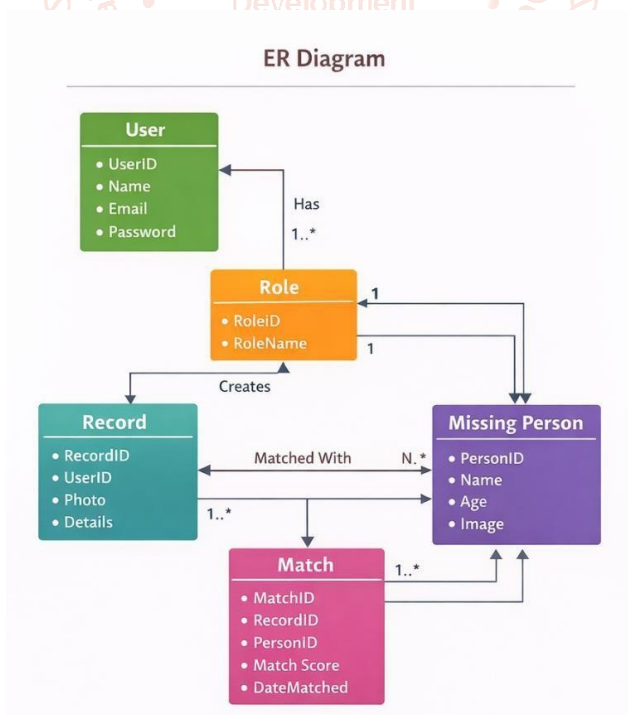 Development
ER Diagram
User
• UserID
• Name
• Email
• Password
Has
1..*
Role
• RoleiD
• RoleName
1
1
Creates
Record
• RecordID
• UserID
• Photo
• Details
Matched With
N.*
1..*
Missing Person
• PersonID
• Name
• Age
• Image
Match
• MatchID
• RecordID
• PersonID
• Match Score
• DateMatched
1..*